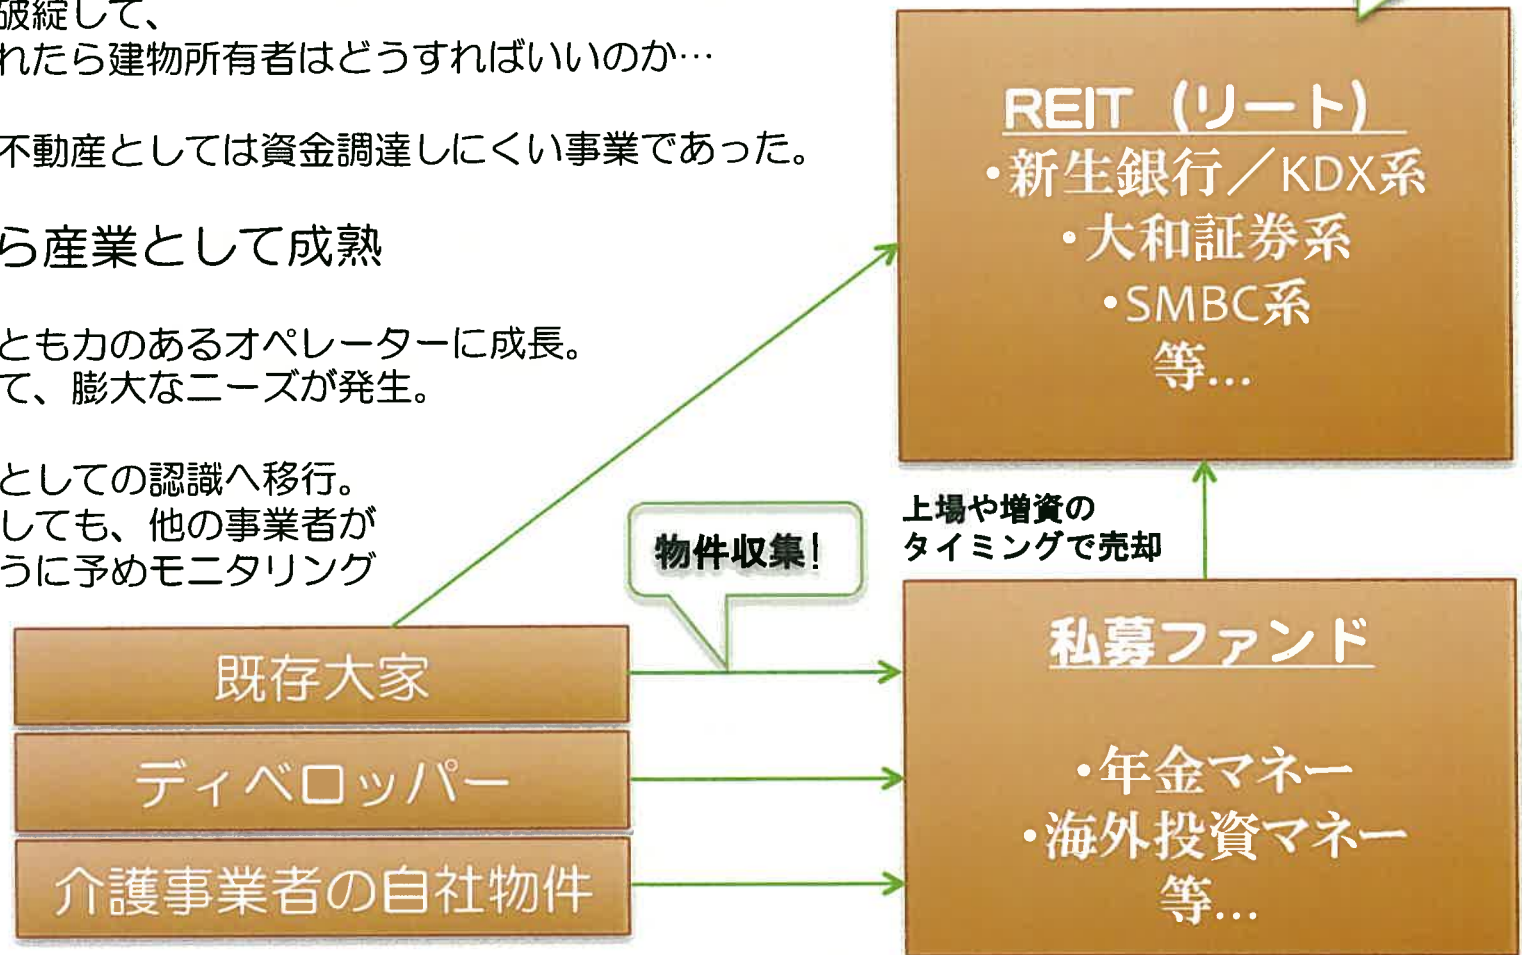 破綻して、
れたら建物所有者はどうすればいいのか…
不動産としては資金調達しにくい事業であった。
ら産業として成熟
とも力のあるオペレーターに成長。
て、膨大なニーズが発生。
としての認識へ移行。
しても、他の事業者が
うに予めモニタリング
REIT（リート）
・新生銀行／KDX系
・大和証券系
・SMBC系
等…
上場や増資の
タイミングで売却
物件収集！
既存大家
ディベロッパー
介護事業者の自社物件
私募ファンド
・年金マネー
・海外投資マネー
等…